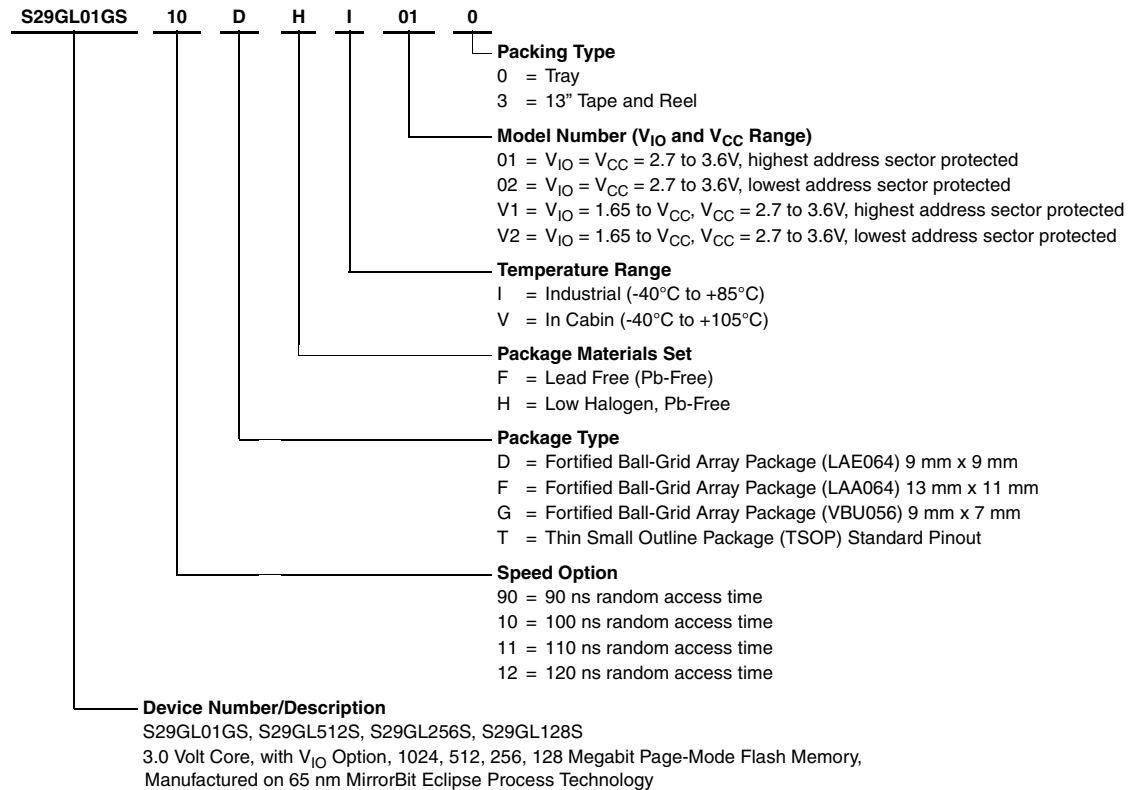 S29GL01GS 10 D H I 01 0
Packing Type
0 = Tray
3 = 13" Tape and Reel
Model Number (VIO and VCC Range)
01 = VIO = VCC = 2.7 to 3.6V, highest address sector protected
02 = VIO = VCC = 2.7 to 3.6V, lowest address sector protected
V1 = VIO = 1.65 to VCC, VCC = 2.7 to 3.6V, highest address sector protected
V2 = VIO = 1.65 to VCC, VCC = 2.7 to 3.6V, lowest address sector protected
Temperature Range
I = Industrial (-40°C to +85°C)
V = In Cabin (-40°C to +105°C)
Package Materials Set
F = Lead Free (Pb-Free)
H = Low Halogen, Pb-Free
Package Type
D = Fortified Ball-Grid Array Package (LAE064) 9 mm x 9 mm
F = Fortified Ball-Grid Array Package (LAA064) 13 mm x 11 mm
G = Fortified Ball-Grid Array Package (VBU056) 9 mm x 7 mm
T = Thin Small Outline Package (TSOP) Standard Pinout
Speed Option
90 = 90 ns random access time
10 = 100 ns random access time
11 = 110 ns random access time
12 = 120 ns random access time
Device Number/Description
S29GL01GS, S29GL512S, S29GL256S, S29GL128S
3.0 Volt Core, with VIO Option, 1024, 512, 256, 128 Megabit Page-Mode Flash Memory,
Manufactured on 65 nm MirrorBit Eclipse Process Technology